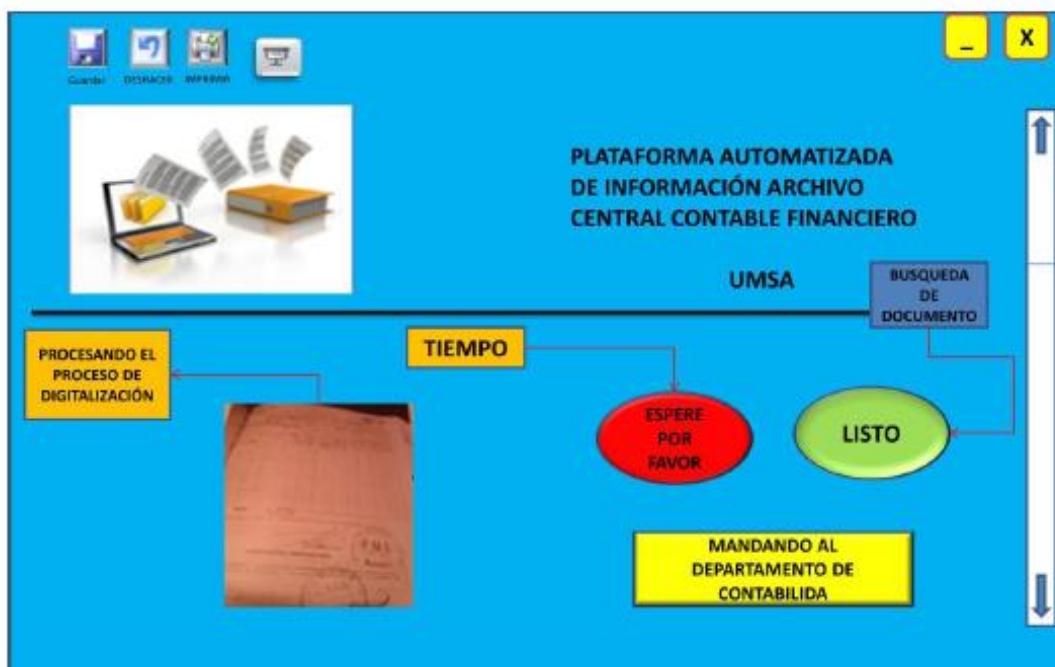 _ X
Guardar DESHACER IMPRIMIR
PLATAFORMA AUTOMATIZADA
DE INFORMACIÓN ARCHIVO
CENTRAL CONTABLE FINANCIERO
UMSA
BUSQUEDA
DE
DOCUMENTO
PROCESANDO EL
PROCESO DE
DIGITALIZACIÓN
TIEMPO
ESPERE
POR
FAVOR
LISTO
MANDANDO AL
DEPARTAMENTO DE
CONTABILIDA